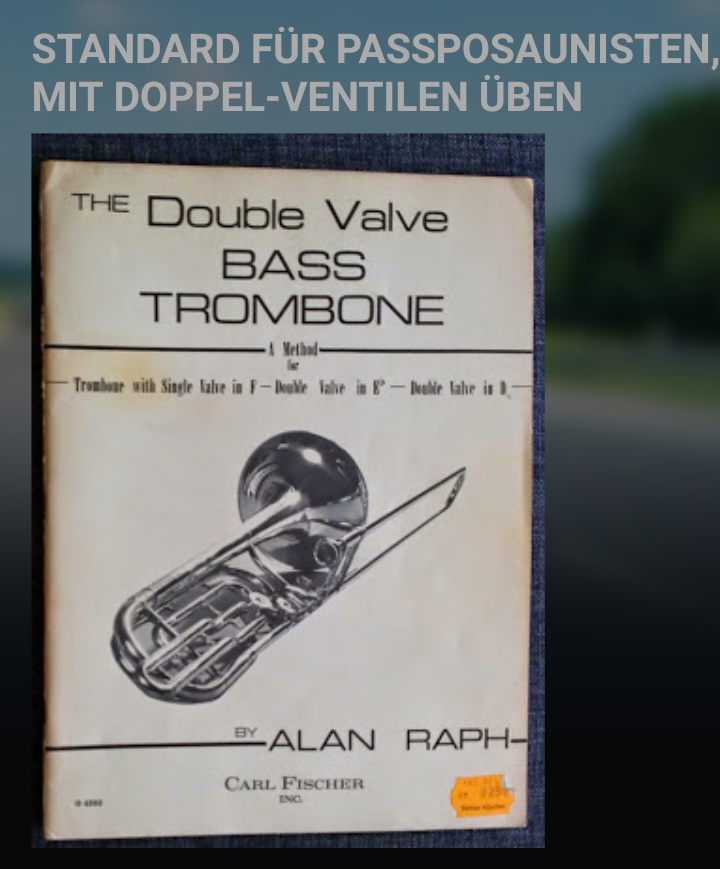 STANDARD FÜR PASSPOSAUNISTEN,
MIT DOPPEL-VENTILEN ÜBEN
THE Double Valve
BASS
TROMBONE
A Method
for
Trombone with Single Valve in F — Double Valve in E♭ — Double Valve in D
BY ALAN RAPH
CARL FISCHER
INC.